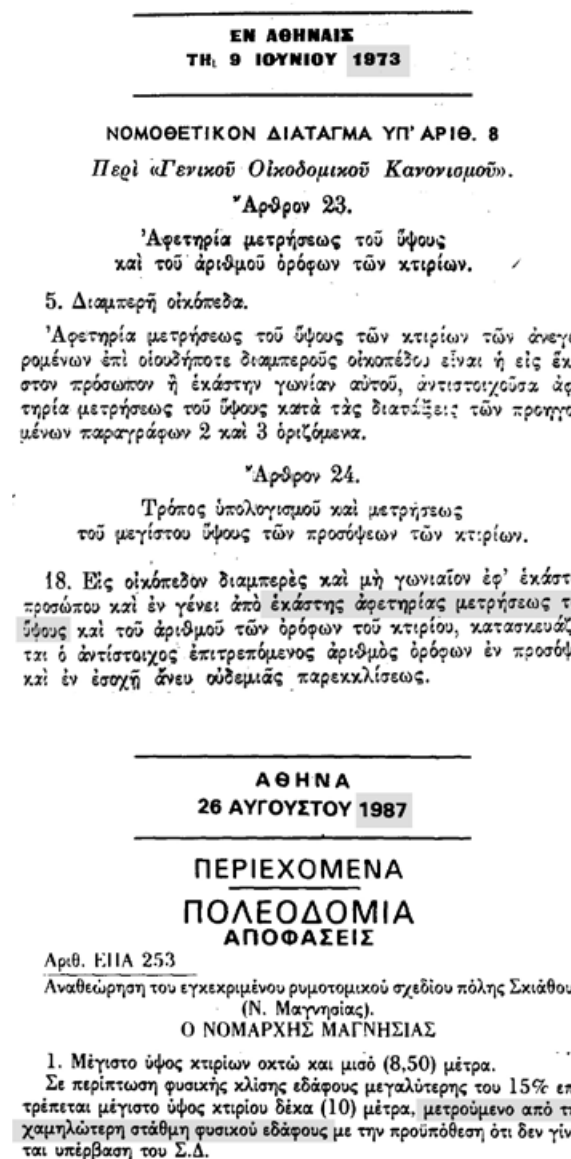 ΕΝ ΑΘΗΝΑΙΣ
ΤΗι 9 ΙΟΥΝΙΟΥ 1973
ΝΟΜΟΘΕΤΙΚΟΝ ΔΙΑΤΑΓΜΑ ΥΠ' ΑΡΙΘ. 8
Περὶ «Γενικοῦ Οἰκοδομικοῦ Κανονισμοῦ».
Ἄρθρον 23.
Ἀφετηρία μετρήσεως τοῦ ὕψους
καὶ τοῦ ἀριθμοῦ ὀρόφων τῶν κτιρίων.
5. Διαμπερῆ οἰκόπεδα.
Ἀφετηρία μετρήσεως τοῦ ὕψους τῶν κτιρίων τῶν ἀνεγε
ρομένων ἐπὶ οἱουδήποτε διαμπεροῦς οἰκοπέδου εἶναι ἡ εἰς ἕκα
στον πρόσωπον ἢ ἑκάστην γωνίαν αὐτοῦ, ἀντιστοιχοῦσα ἀφ
τηρία μετρήσεως τοῦ ὕψους κατὰ τὰς διατάξεις τῶν προηγο
μένων παραγράφων 2 καὶ 3 ὁριζόμενα.
Ἄρθρον 24.
Τρόπος ὑπολογισμοῦ καὶ μετρήσεως
τοῦ μεγίστου ὕψους τῶν προσόψεων τῶν κτιρίων.
18. Εἰς οἰκόπεδον διαμπερὲς καὶ μὴ γωνιαῖον ἐφ' ἑκάστο
προσώπου καὶ ἐν γένει ἀπὸ ἑκάστης ἀφετηρίας μετρήσεως τ
ὕψους καὶ τοῦ ἀριθμοῦ τῶν ὀρόφων τοῦ κτιρίου, κατασκευάζ
ται ὁ ἀντίστοιχος ἐπιτρεπόμενος ἀριθμὸς ὀρόφων ἐν προσόψ
καὶ ἐν ἐσοχῇ ἄνευ οὐδεμιᾶς παρεκκλίσεως.
ΑΘΗΝΑ
26 ΑΥΓΟΥΣΤΟΥ 1987
ΠΕΡΙΕΧΟΜΕΝΑ
ΠΟΛΕΟΔΟΜΙΑ
ΑΠΟΦΑΣΕΙΣ
Αριθ. ΕΠΑ 253
Αναθεώρηση του εγκεκριμένου ρυμοτομικού σχεδίου πόλης Σκιάθου
(Ν. Μαγνησίας).
Ο ΝΟΜΑΡΧΗΣ ΜΑΓΝΗΣΙΑΣ
1. Μέγιστο ύψος κτιρίων οκτώ και μισό (8,50) μέτρα.
Σε περίπτωση φυσικής κλίσης εδάφους μεγαλύτερης του 15% επ
τρέπεται μέγιστο ύψος κτιρίου δέκα (10) μέτρα, μετρούμενο από τ
χαμηλώτερη στάθμη φυσικού εδάφους με την προϋπόθεση ότι δεν γίν
ται υπέρβαση του Σ.Δ.